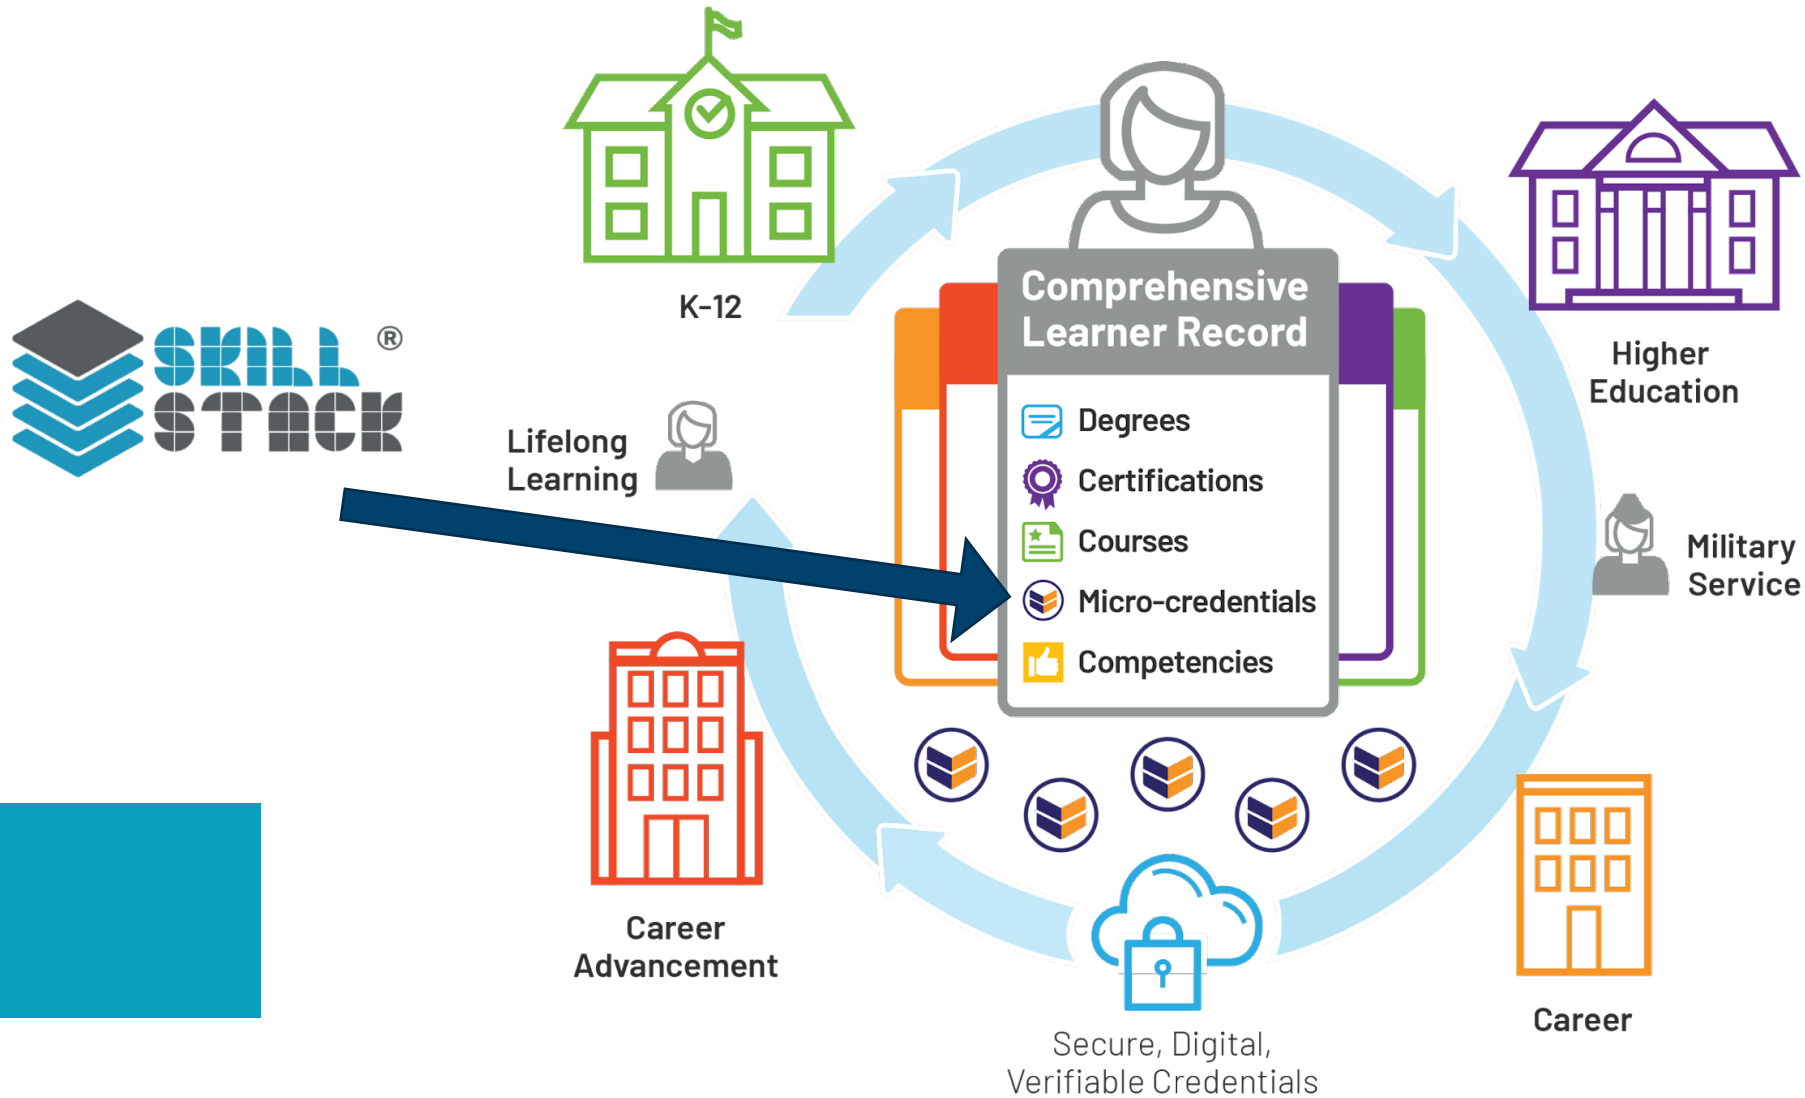 K-12
SKILL ®
STACK
Lifelong
Learning
Comprehensive
Learner Record
Degrees
Certifications
Courses
Micro-credentials
Competencies
Higher
Education
Military
Service
Career
Advancement
Career
Secure, Digital,
Verifiable Credentials